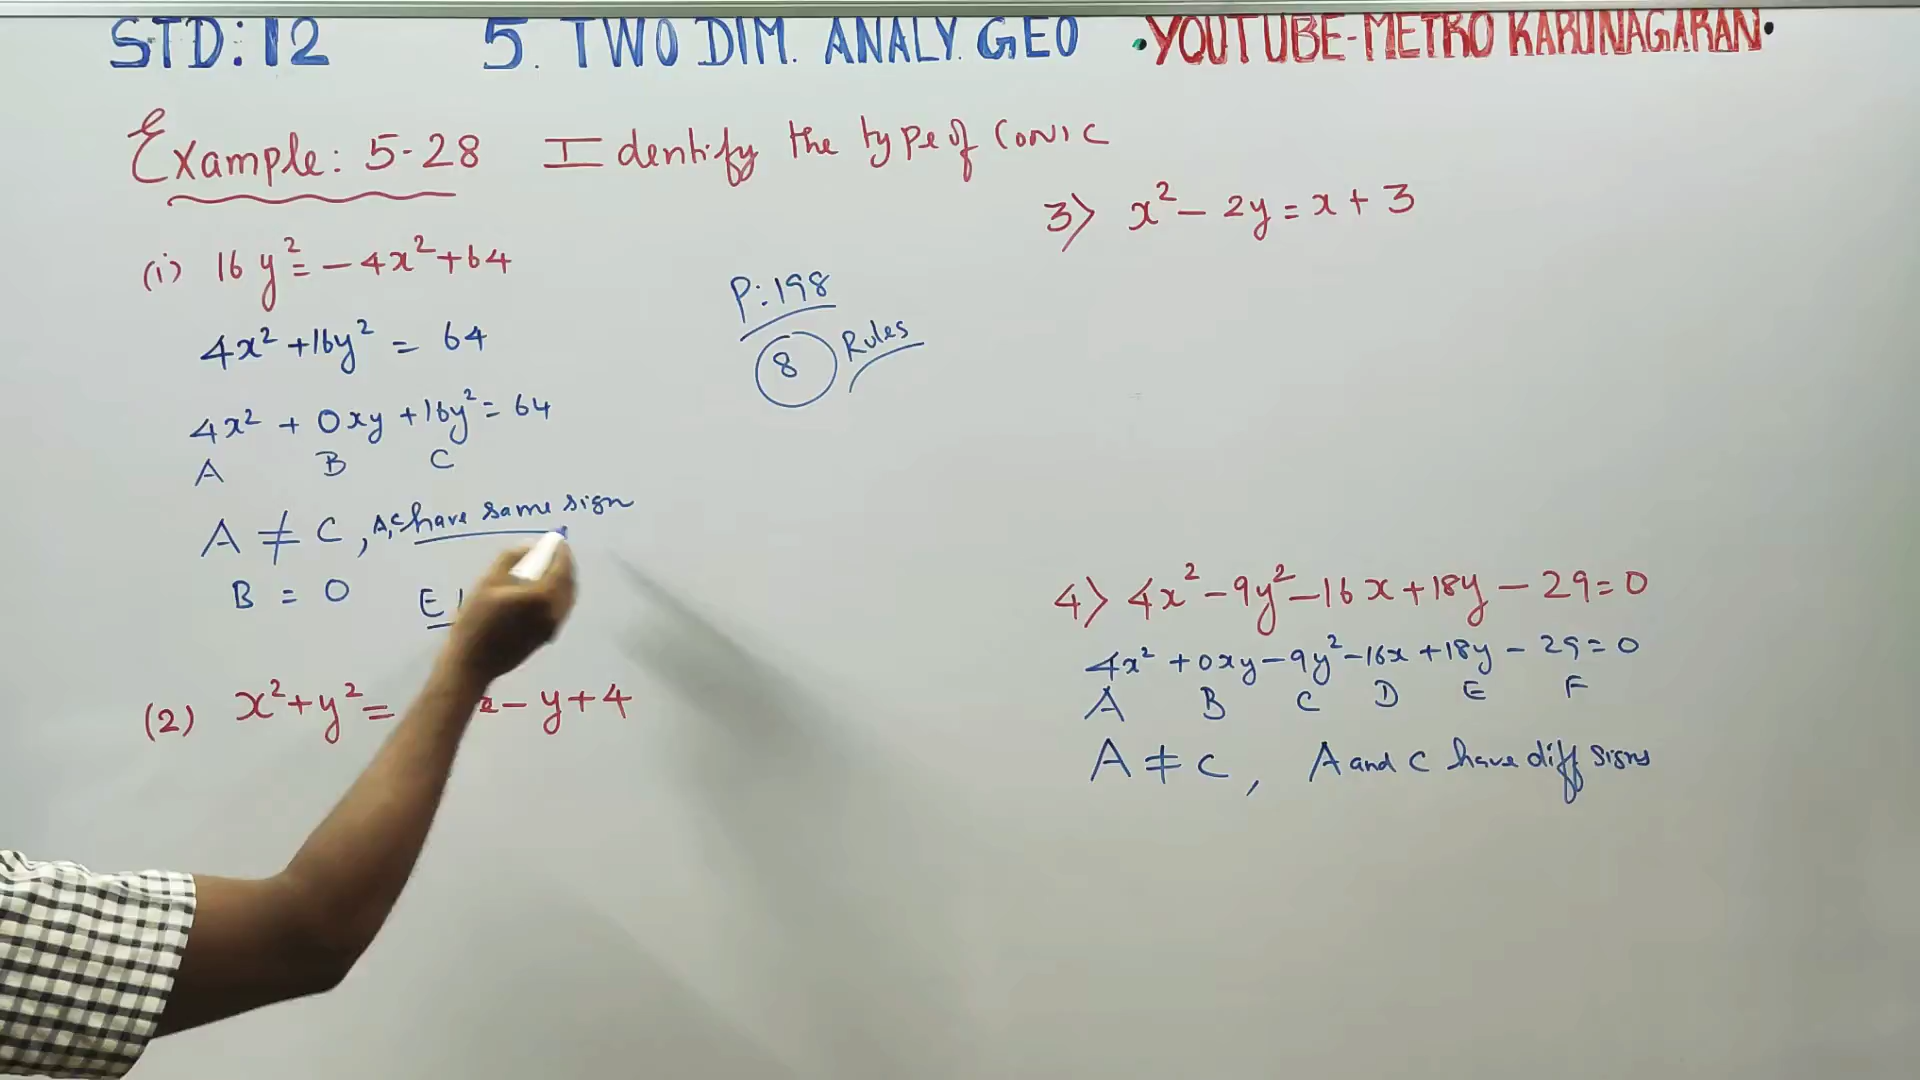 STD: 12 5. TWO DIM. ANALY. GEO • YOUTUBE-METRO KARUNAGARAN •
Example: 5-28 Identify the type of conic
(i) 16y² = -4x²+64
4x² +16y² = 64
4x² + 0xy +16y² = 64
A B C
A ≠ C, A,C have same sign
B = 0 El
(2) x²+y² = - y + 4
P: 198
8 Rules
3) x² - 2y = x + 3
4) 4x² - 9y² - 16x + 18y - 29 = 0
4x² + 0xy - 9y² - 16x + 18y - 29 = 0
A B C D E F
A ≠ C, A and C have diff signs